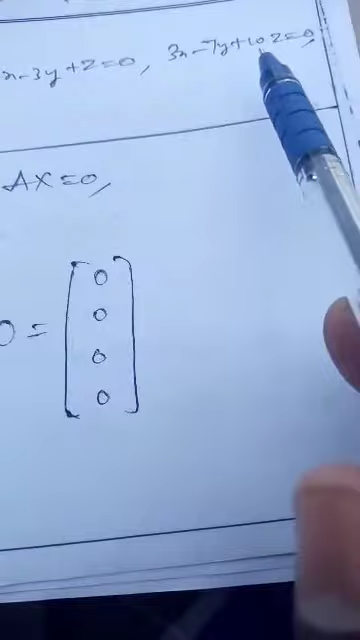 x-3y+z=0, 3x-7y+10z=0,
AX=0,
0 = [
0
0
0
0
]